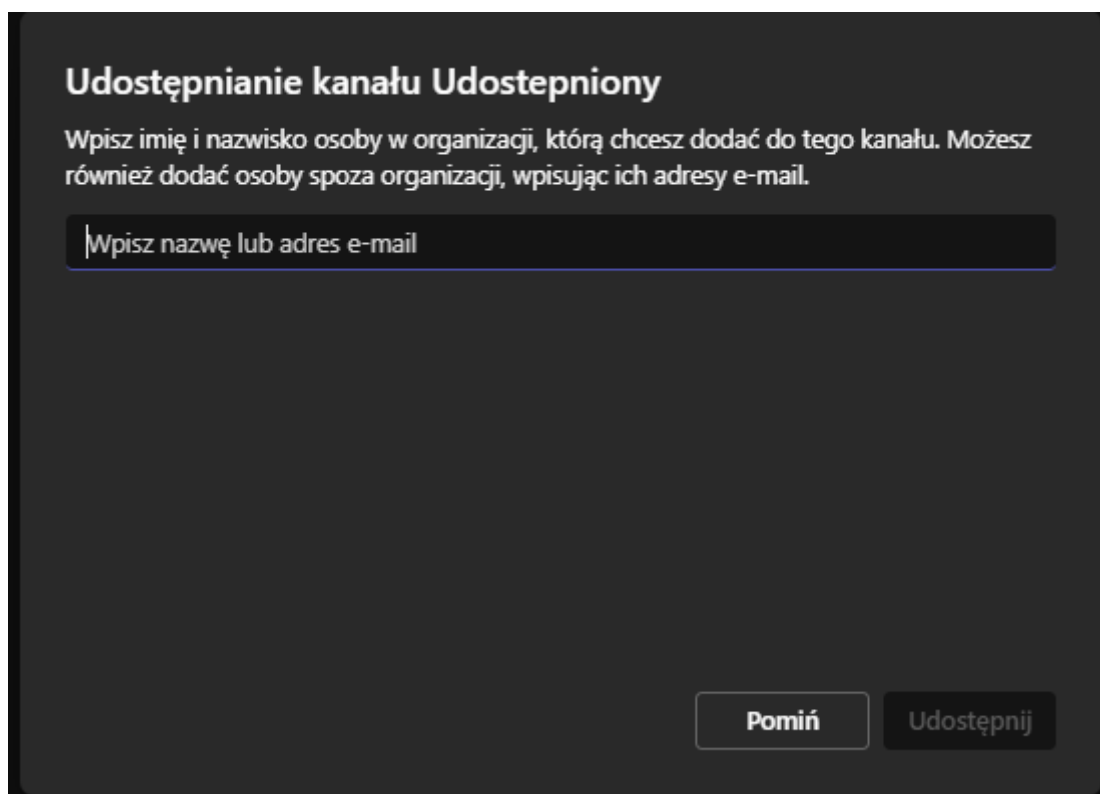 Udostępnianie kanału Udostepniony
Wpisz imię i nazwisko osoby w organizacji, którą chcesz dodać do tego kanału. Możesz
również dodać osoby spoza organizacji, wpisując ich adresy e-mail.
Wpisz nazwę lub adres e-mail
Pomiń Udostępnij